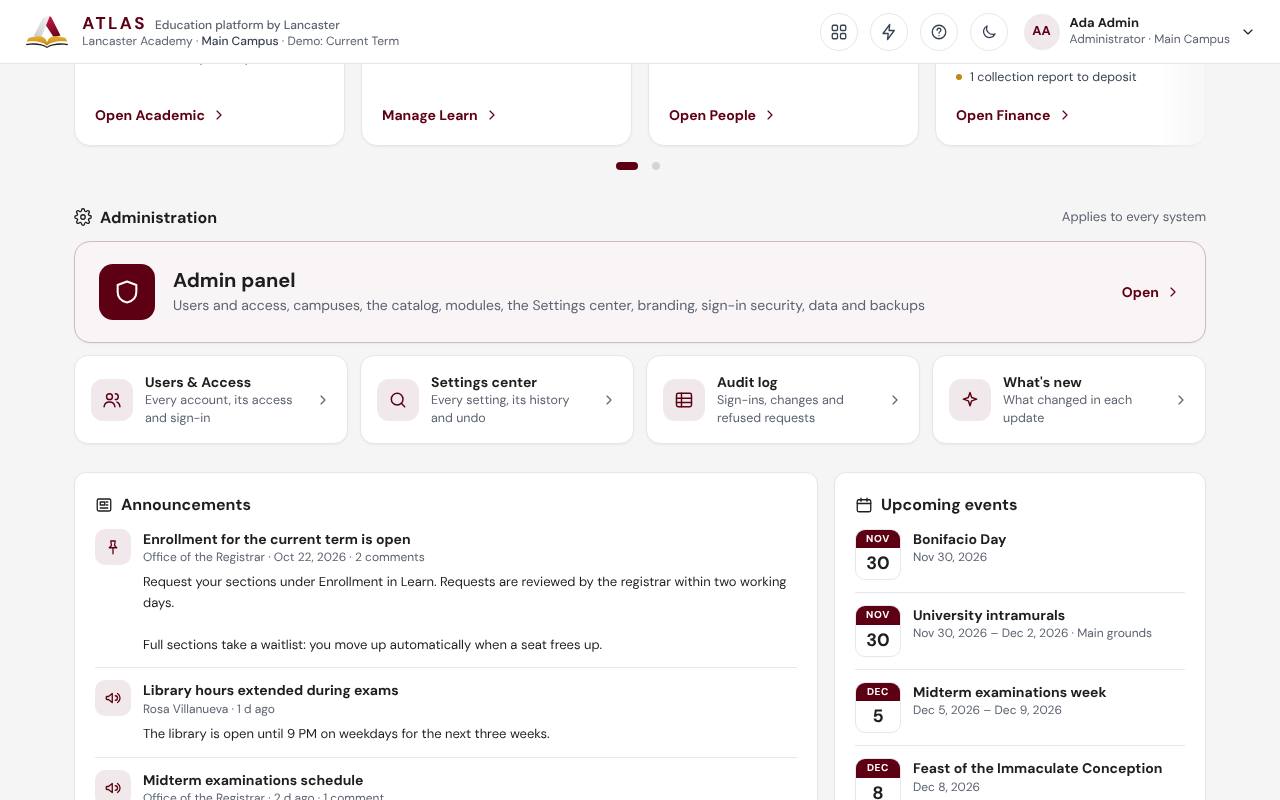 ATLAS Education platform by Lancaster
Lancaster Academy · Main Campus · Demo: Current Term
AA
Ada Admin
Administrator · Main Campus
1 collection report to deposit
Open Academic
Manage Learn
Open People
Open Finance
Administration
Applies to every system
Admin panel
Users and access, campuses, the catalog, modules, the Settings center, branding, sign-in security, data and backups
Open
Users & Access
Every account, its access
and sign-in
Settings center
Every setting, its history
and undo
Audit log
Sign-ins, changes and
refused requests
What's new
What changed in each
update
Announcements
Enrollment for the current term is open
Office of the Registrar · Oct 22, 2026 · 2 comments
Request your sections under Enrollment in Learn. Requests are reviewed by the registrar within two working
days.
Full sections take a waitlist: you move up automatically when a seat frees up.
Library hours extended during exams
Rosa Villanueva · 1 d ago
The library is open until 9 PM on weekdays for the next three weeks.
Midterm examinations schedule
Office of the Registrar · 2 d ago · 1 comment
Upcoming events
NOV
30
Bonifacio Day
Nov 30, 2026
NOV
30
University intramurals
Nov 30, 2026 – Dec 2, 2026 · Main grounds
DEC
5
Midterm examinations week
Dec 5, 2026 – Dec 9, 2026
DEC
8
Feast of the Immaculate Conception
Dec 8, 2026